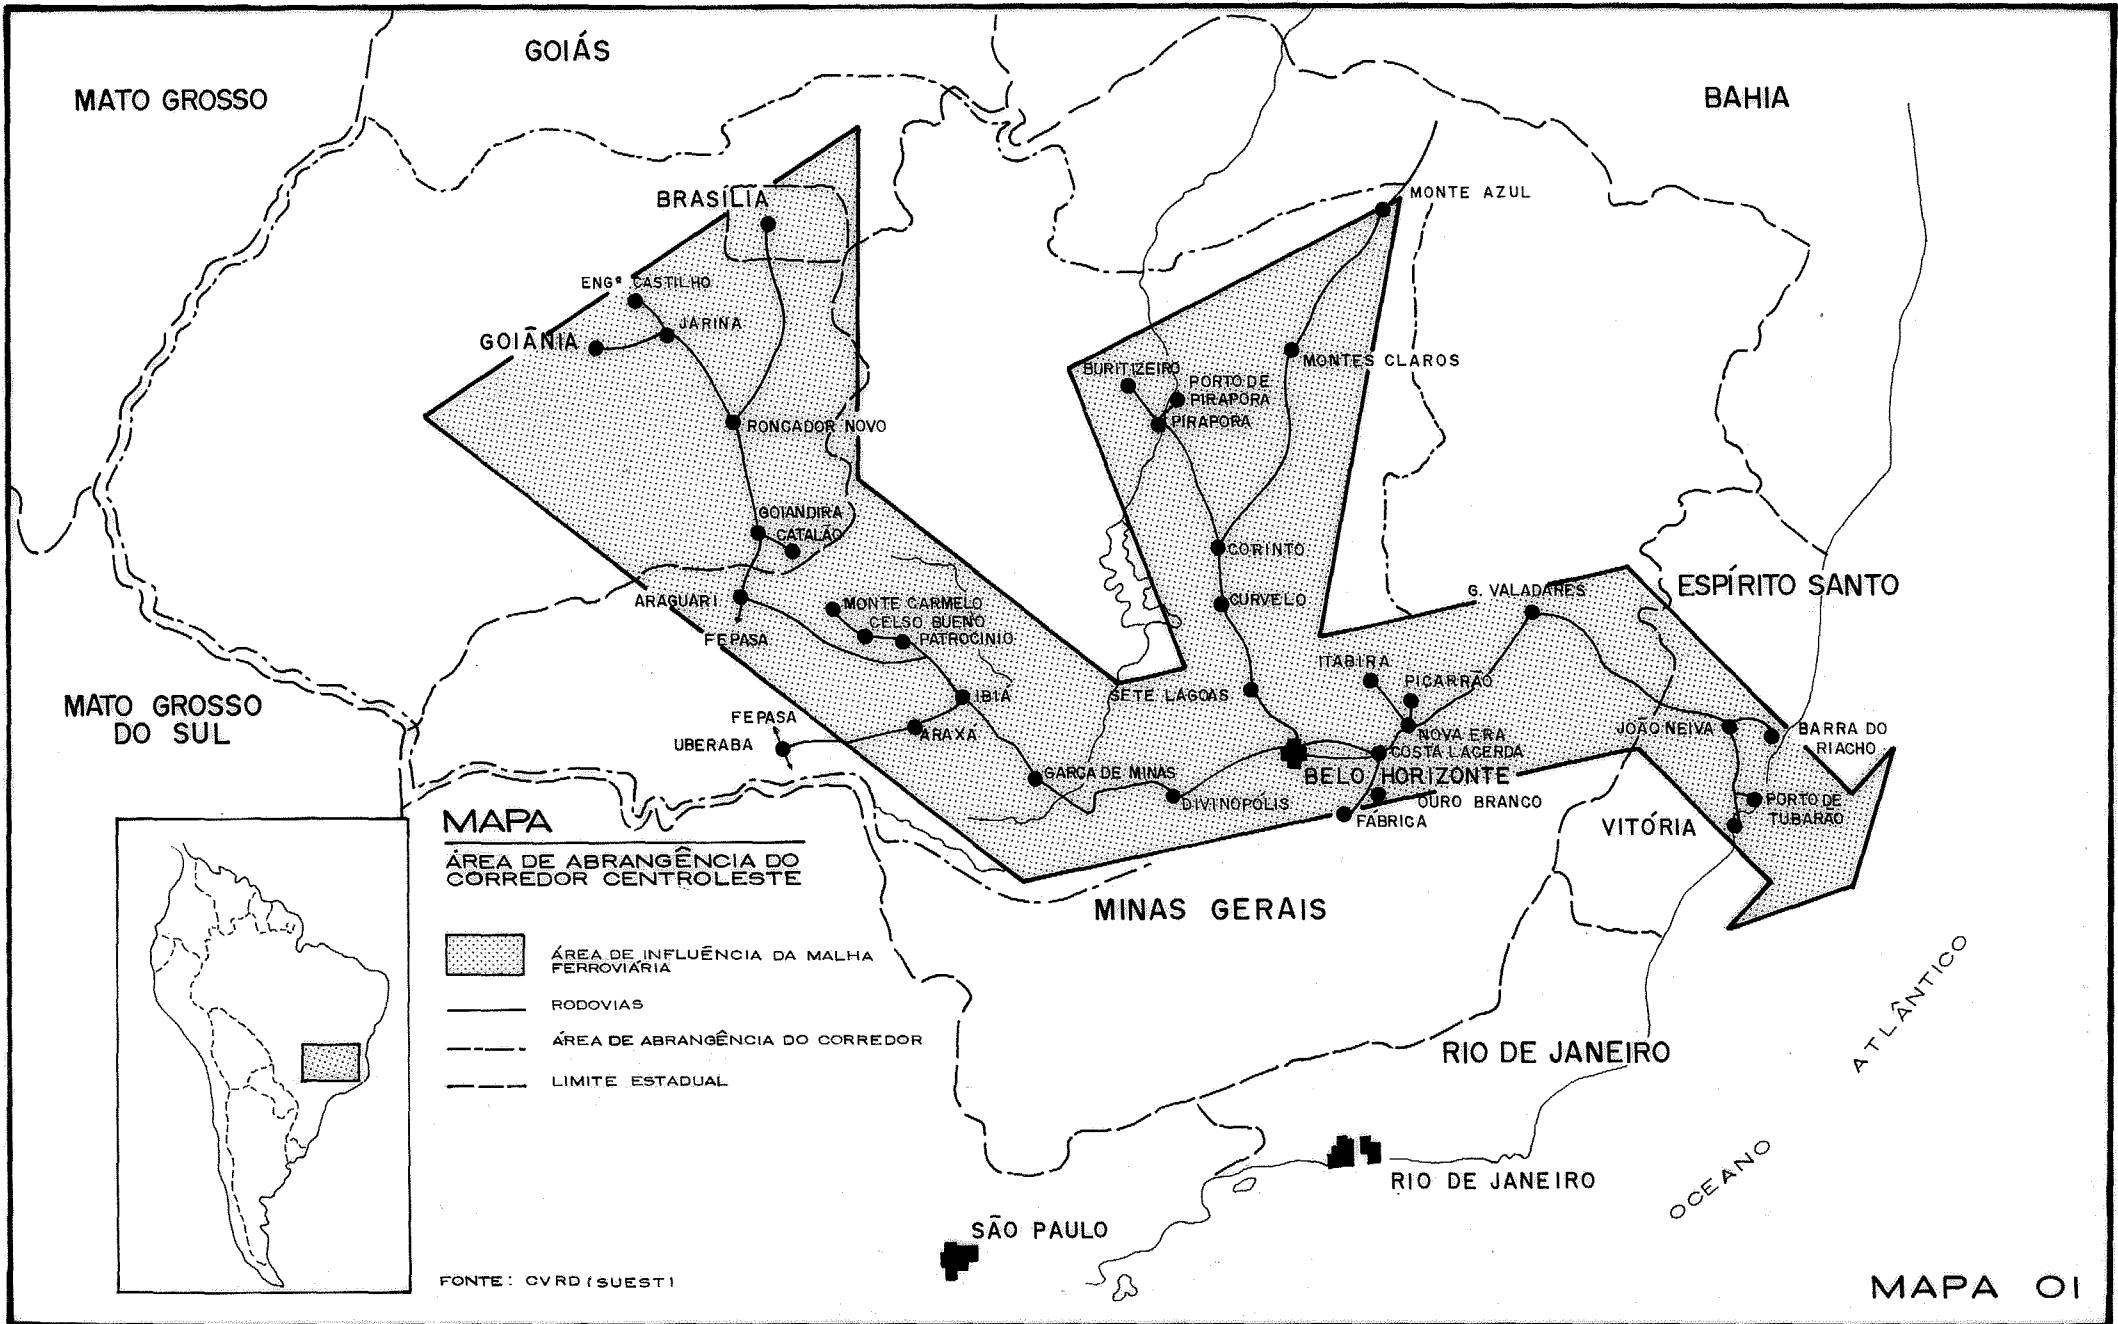 GOIÁS
MATO GROSSO
BAHIA
BRASÍLIA
MONTE AZUL
ENGº CASTILHO
JARINA
GOIÂNIA
MONTES CLAROS
BURITIZEIRO
PORTO DE
PIRAPORA
PIRAPORA
RONCADOR NOVO
GOIANDIRA
CATALÃO
CORINTO
ESPÍRITO SANTO
G. VALADARES
CURVELO
ARAGUARI
MONTE CARMELO
CELSO BUENO
PATROCINIO
FEPASA
ITABIRA
PICARRÃO
SETE LAGOAS
IBIÁ
MATO GROSSO
DO SUL
FEPASA
UBERABA
ARAXÁ
NOVA ERA
COSTA LACERDA
JOÃO NEIVA
BARRA DO
RIACHO
GARÇA DE MINAS
BELO HORIZONTE
DIVINOPÓLIS
OURO BRANCO
FÁBRICA
PORTO DE
TUBARÃO
VITÓRIA
MINAS GERAIS
MAPA
ÁREA DE ABRANGÊNCIA DO
CORREDOR CENTROLESTE
ÁREA DE INFLUÊNCIA DA MALHA
FERROVIÁRIA
RODOVIAS
ÁREA DE ABRANGÊNCIA DO CORREDOR
LIMITE ESTADUAL
RIO DE JANEIRO
ATLÂNTICO
RIO DE JANEIRO
OCEANO
SÃO PAULO
FONTE: CVRD (SUEST)
MAPA 01